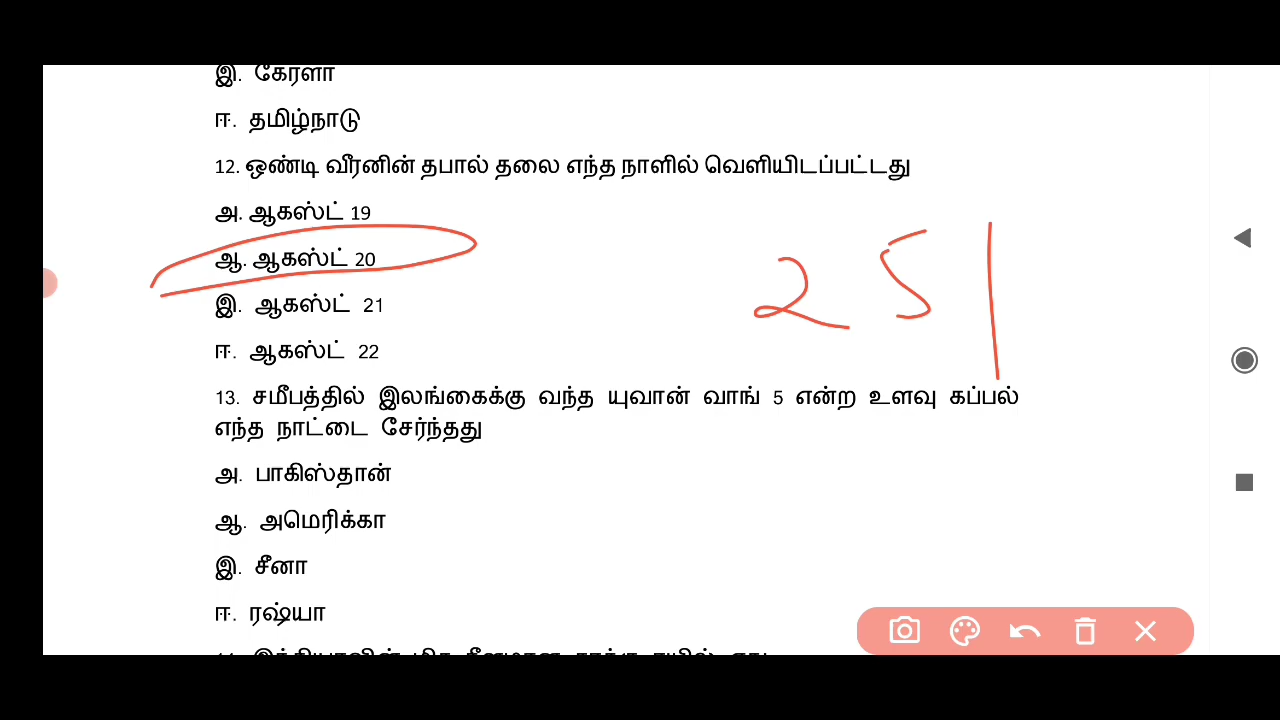 இ. கேரளா
ஈ. தமிழ்நாடு
12. ஒண்டி வீரனின் தபால் தலை எந்த நாளில் வெளியிடப்பட்டது
அ. ஆகஸ்ட் 19
ஆ. ஆகஸ்ட் 20
இ. ஆகஸ்ட் 21
ஈ. ஆகஸ்ட் 22
251
13. சமீபத்தில் இலங்கைக்கு வந்த யுவான் வாங் 5 என்ற உளவு கப்பல்
எந்த நாட்டை சேர்ந்தது
அ. பாகிஸ்தான்
ஆ. அமெரிக்கா
இ. சீனா
ஈ. ரஷ்யா